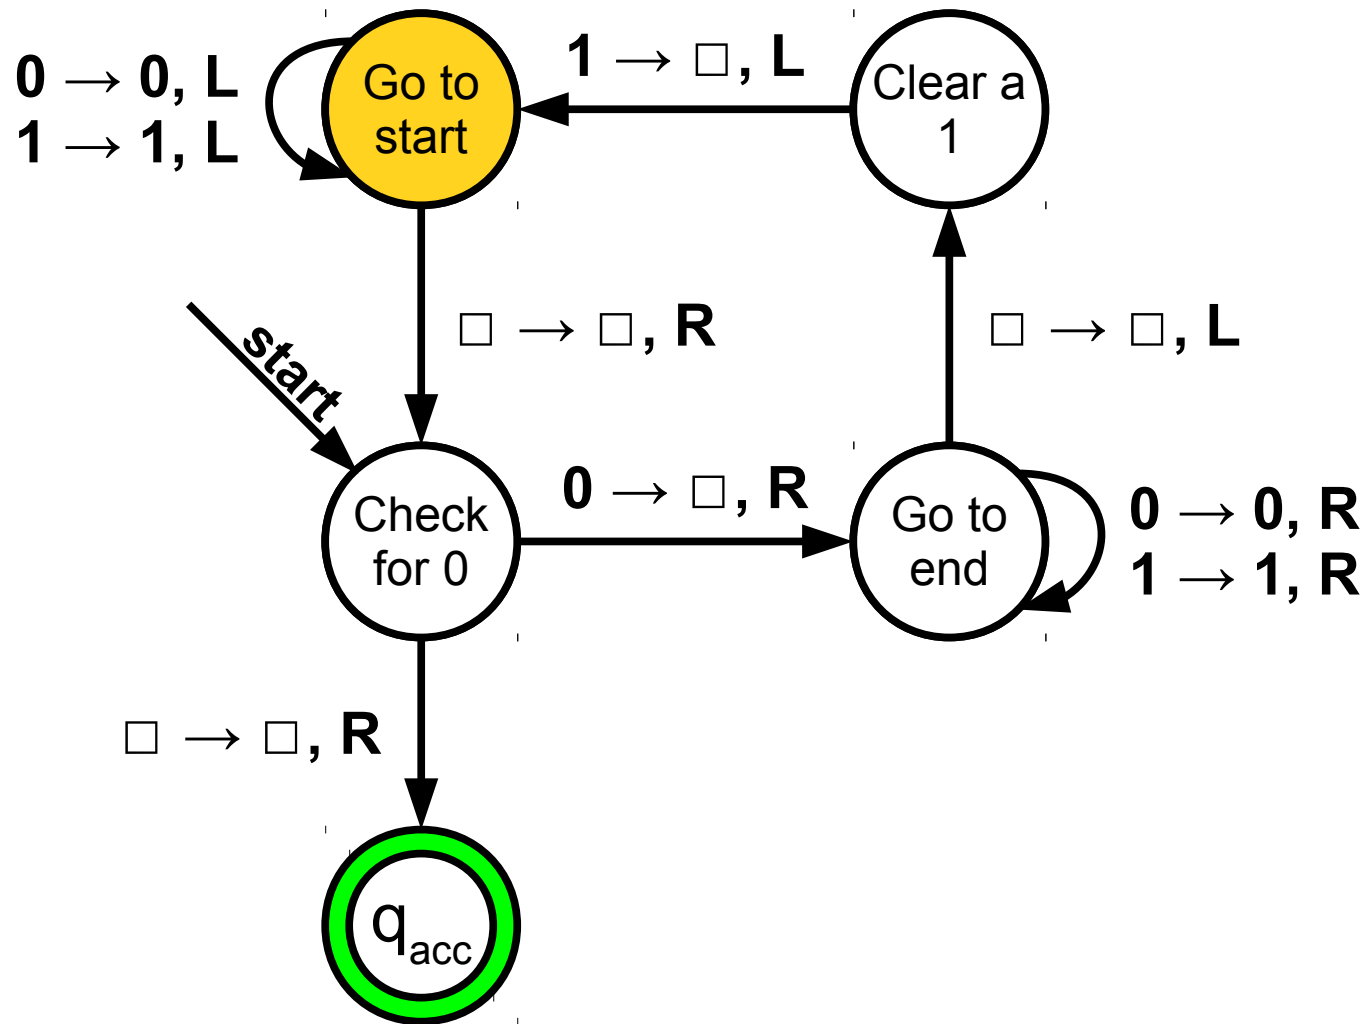 0 → 0, L
1 → 1, L
Go to
start
1 → □, L
Clear a
1
□ → □, R
□ → □, L
start
Check
for 0
0 → □, R
Go to
end
0 → 0, R
1 → 1, R
□ → □, R
qacc